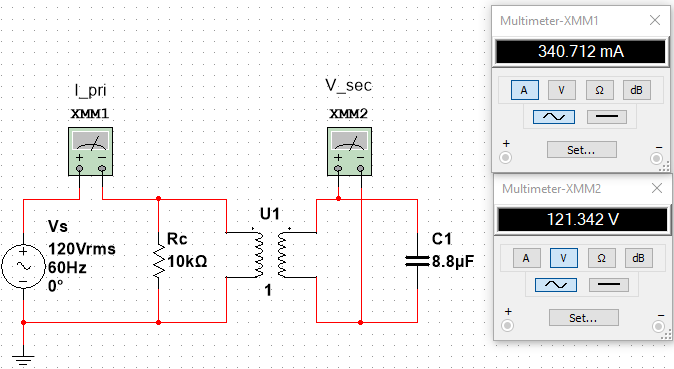 I_pri
XMM1
+ −
V_sec
XMM2
+ −
Vs
120Vrms
60Hz
0°
Rc
10kΩ
U1
1
C1
8.8µF
Multimeter-XMM1
340.712 mA
A V Ω dB
+ Set... −
Multimeter-XMM2
121.342 V
A V Ω dB
+ Set... −